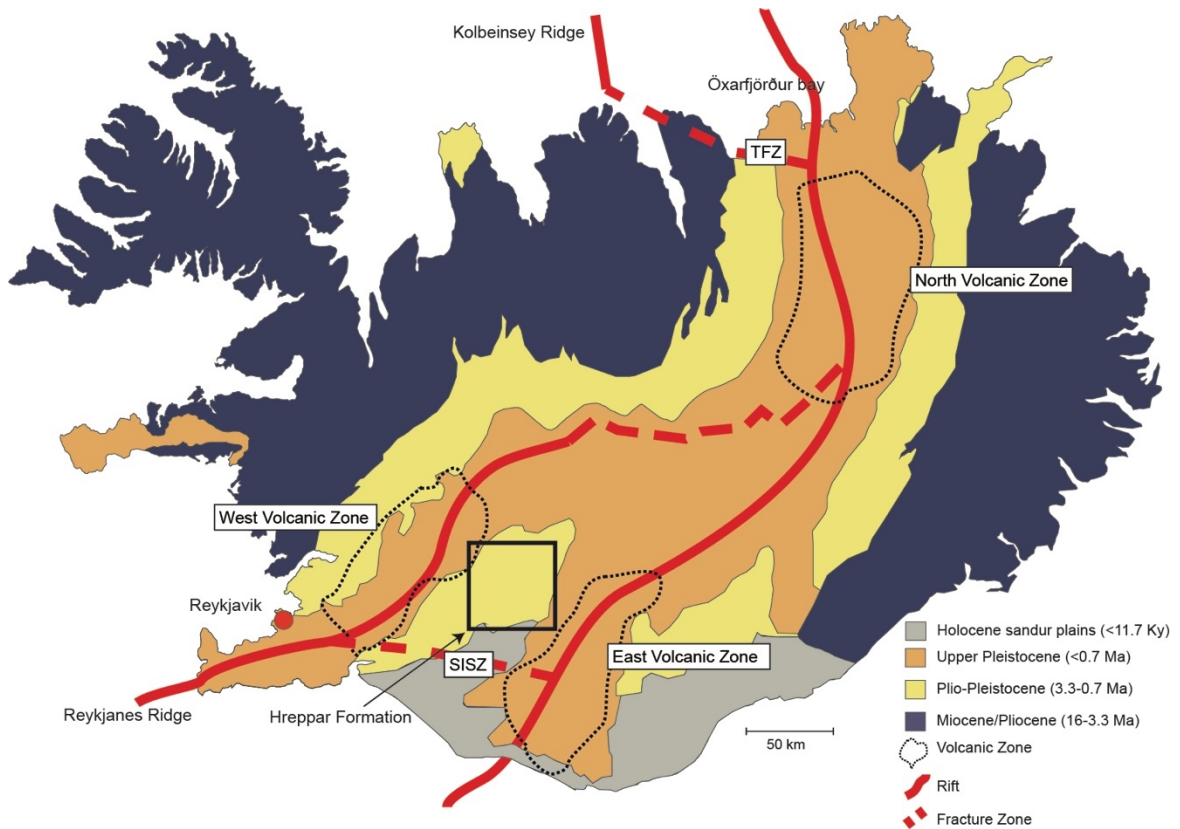 Kolbeinsey Ridge
Öxarfjörður bay
TFZ
North Volcanic Zone
West Volcanic Zone
Reykjavik
SISZ
East Volcanic Zone
Reykjanes Ridge
Hreppar Formation
50 km
Holocene sandur plains (<11.7 Ky)
Upper Pleistocene (<0.7 Ma)
Plio-Pleistocene (3.3-0.7 Ma)
Miocene/Pliocene (16-3.3 Ma)
Volcanic Zone
Rift
Fracture Zone